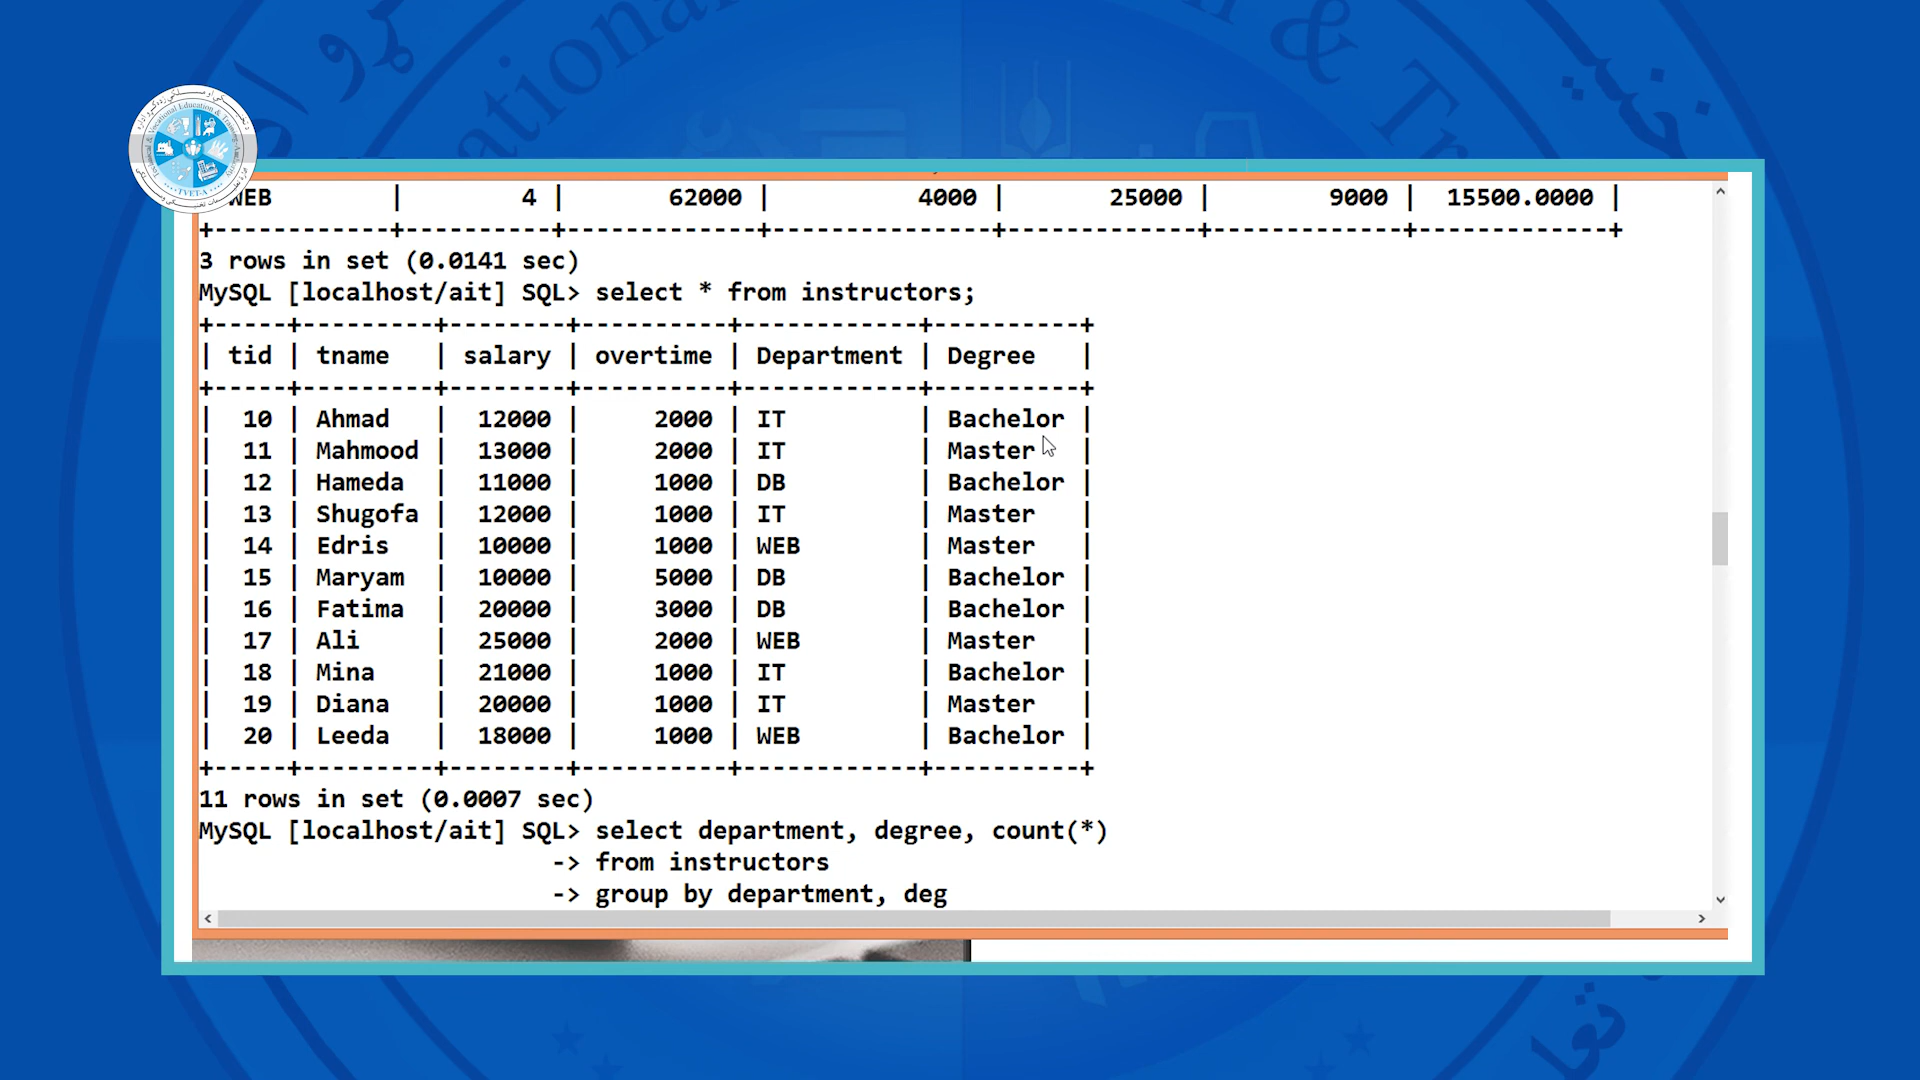 WEB | 4 | 62000 | 4000 | 25000 | 9000 | 15500.0000 |
+------------+----------+-------------+---------------+-------------+-------------+-------------+
3 rows in set (0.0141 sec)
MySQL [localhost/ait] SQL> select * from instructors;
+-----+---------+--------+----------+------------+----------+
| tid | tname | salary | overtime | Department | Degree |
+-----+---------+--------+----------+------------+----------+
| 10 | Ahmad | 12000 | 2000 | IT | Bachelor |
| 11 | Mahmood | 13000 | 2000 | IT | Master |
| 12 | Hameda | 11000 | 1000 | DB | Bachelor |
| 13 | Shugofa | 12000 | 1000 | IT | Master |
| 14 | Edris | 10000 | 1000 | WEB | Master |
| 15 | Maryam | 10000 | 5000 | DB | Bachelor |
| 16 | Fatima | 20000 | 3000 | DB | Bachelor |
| 17 | Ali | 25000 | 2000 | WEB | Master |
| 18 | Mina | 21000 | 1000 | IT | Bachelor |
| 19 | Diana | 20000 | 1000 | IT | Master |
| 20 | Leeda | 18000 | 1000 | WEB | Bachelor |
+-----+---------+--------+----------+------------+----------+
11 rows in set (0.0007 sec)
MySQL [localhost/ait] SQL> select department, degree, count(*)
-> from instructors
-> group by department, deg